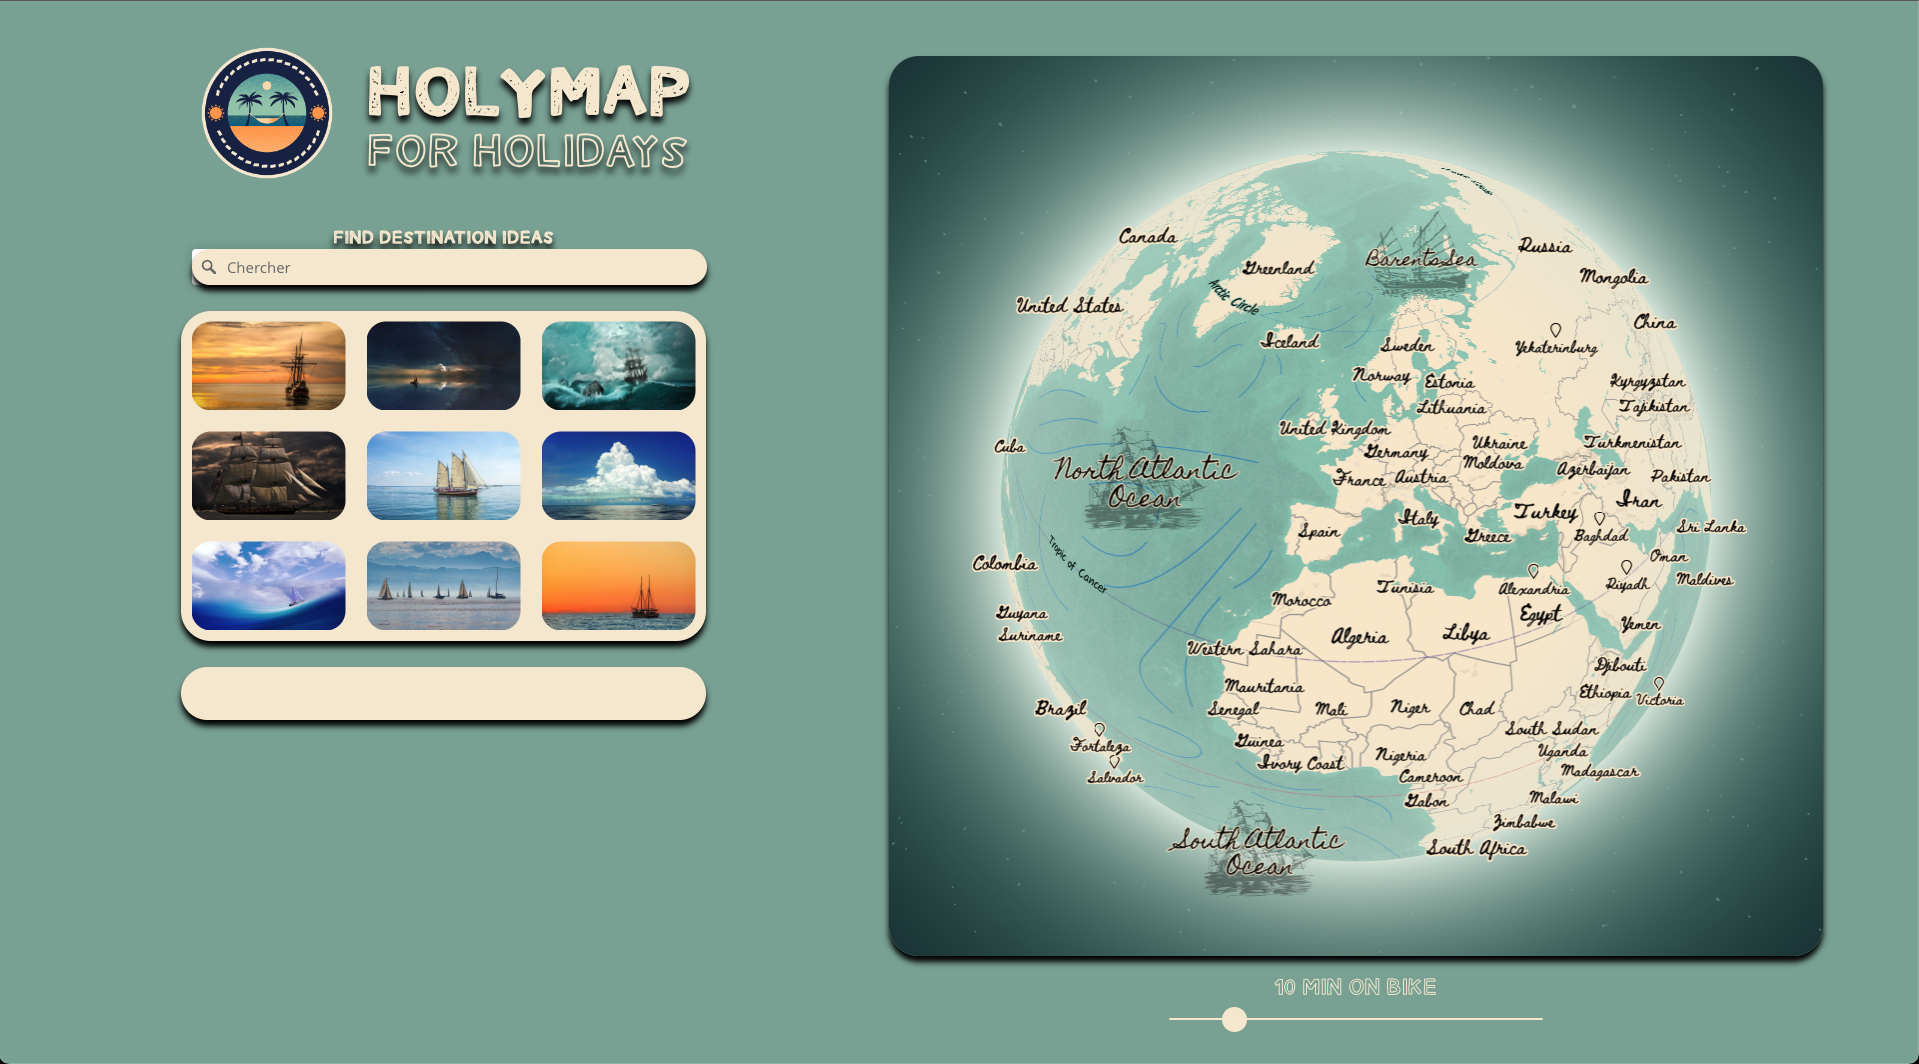 HOLYMAP
FOR HOLIDAYS
FIND DESTINATION IDEAS
Chercher
Canada
Greenland
Barents Sea
Russia
Mongolia
United States
Arctic Circle
Iceland
Sweden
Yekaterinburg
China
Norway
Estonia
Lithuania
Kyrgyzstan
Tajikistan
Cuba
United Kingdom
Germany
Ukraine
Moldova
Turkmenistan
Azerbaijan
Pakistan
North Atlantic
Ocean
France
Austria
Iran
Spain
Italy
Greece
Turkey
Baghdad
Sri Lanka
Oman
Colombia
Tropic of Cancer
Tunisia
Alexandria
Riyadh
Maldives
Guyana
Suriname
Morocco
Algeria
Libya
Egypt
Yemen
Western Sahara
Djibouti
Mauritania
Ethiopia
Victoria
Brazil
Senegal
Mali
Niger
Chad
South Sudan
Fortaleza
Guinea
Nigeria
Uganda
Salvador
Ivory Coast
Cameroon
Madagascar
Gabon
Malawi
Zimbabwe
South Atlantic
Ocean
South Africa
10 MIN ON BIKE